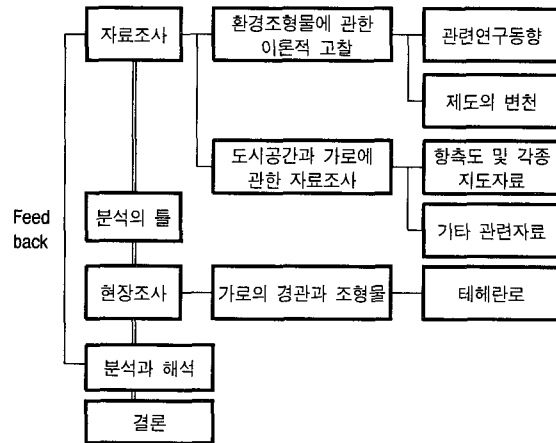 자료조사
환경조형물에 관한
이론적 고찰
관련연구동향
제도의 변천
도시공간과 가로에
관한 자료조사
항측도 및 각종
지도자료
기타 관련자료
Feed
back
분석의 틀
현장조사
가로의 경관과 조형물
테헤란로
분석과 해석
결론